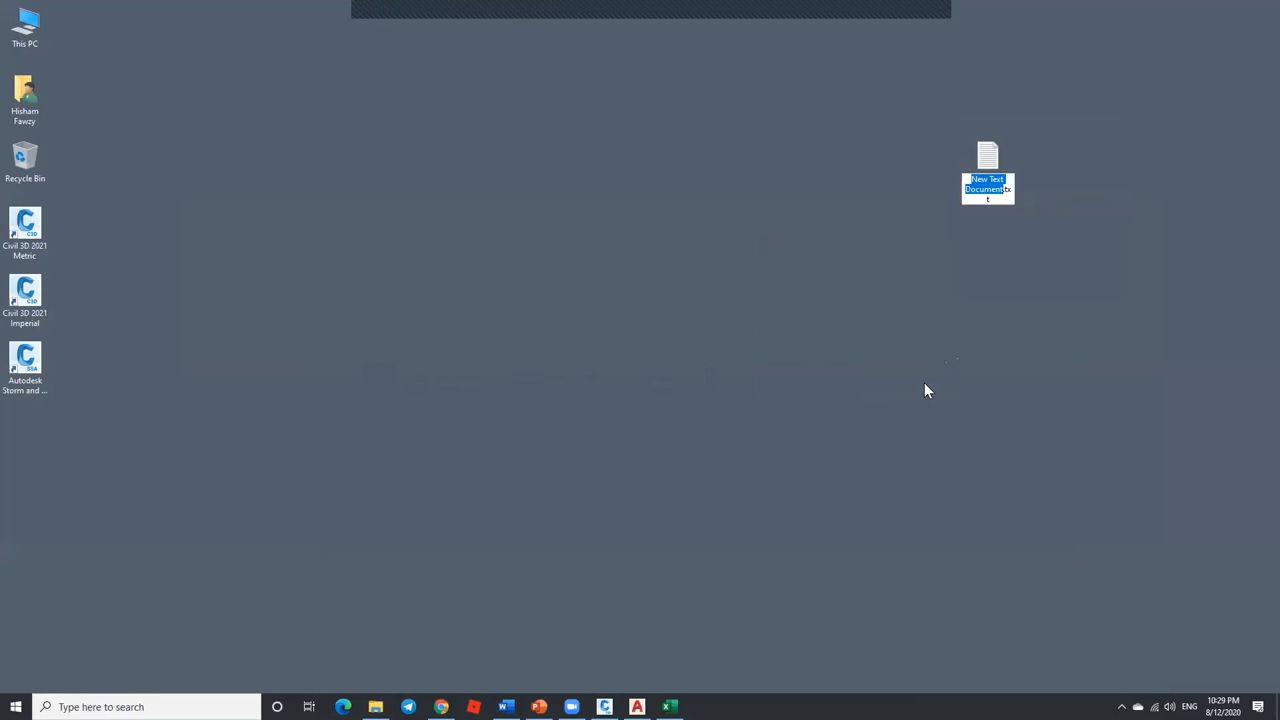 This PC
Hisham
Fawzy
Recycle Bin
Civil 3D 2021
Metric
Civil 3D 2021
Imperial
Autodesk
Storm and ...
New Text
Document.tx
t
Type here to search
ENG
10:29 PM
8/12/2020